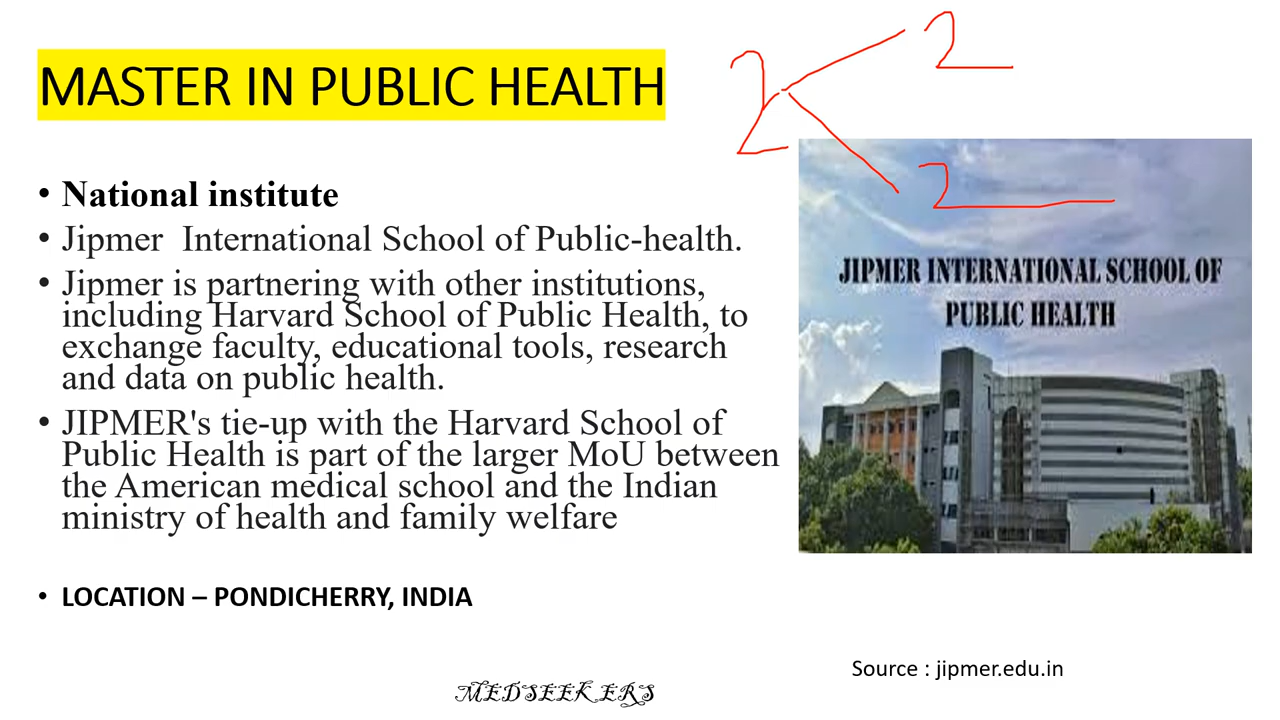 MASTER IN PUBLIC HEALTH
2
2
2
• National institute
• Jipmer  International School of Public-health.
• Jipmer is partnering with other institutions,
including Harvard School of Public Health, to
exchange faculty, educational tools, research
and data on public health.
• JIPMER's tie-up with the Harvard School of
Public Health is part of the larger MoU between
the American medical school and the Indian
ministry of health and family welfare
• LOCATION – PONDICHERRY, INDIA
JIPMER INTERNATIONAL SCHOOL OF
PUBLIC HEALTH
Source : jipmer.edu.in
MEDSEEKERS